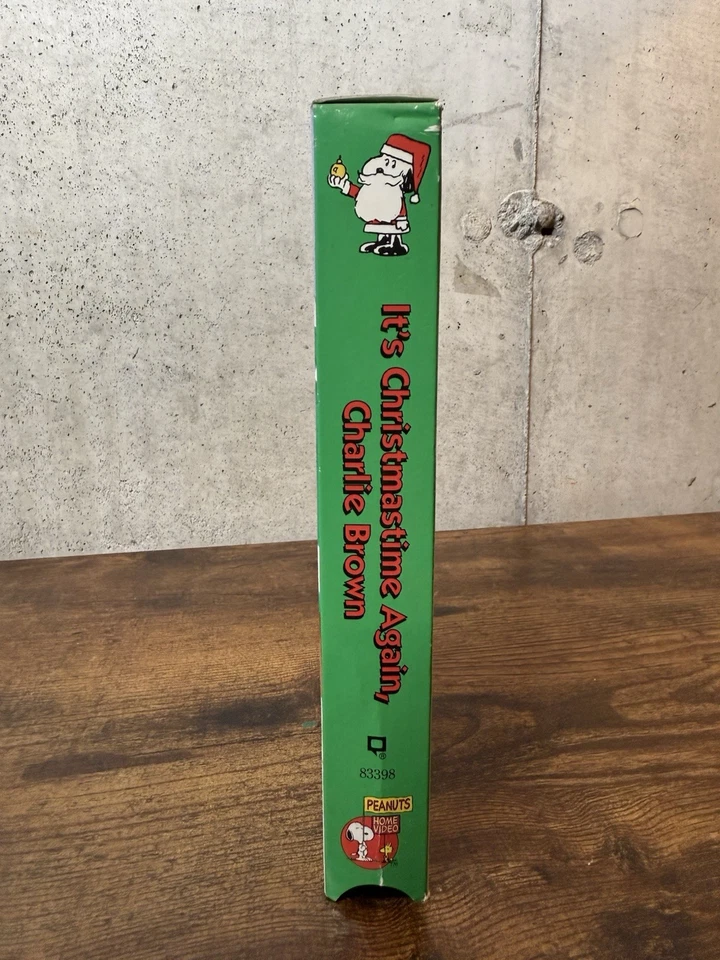 It's Christmastime Again,
Charlie Brown
®
83398
PEANUTS
HOME
VIDEO